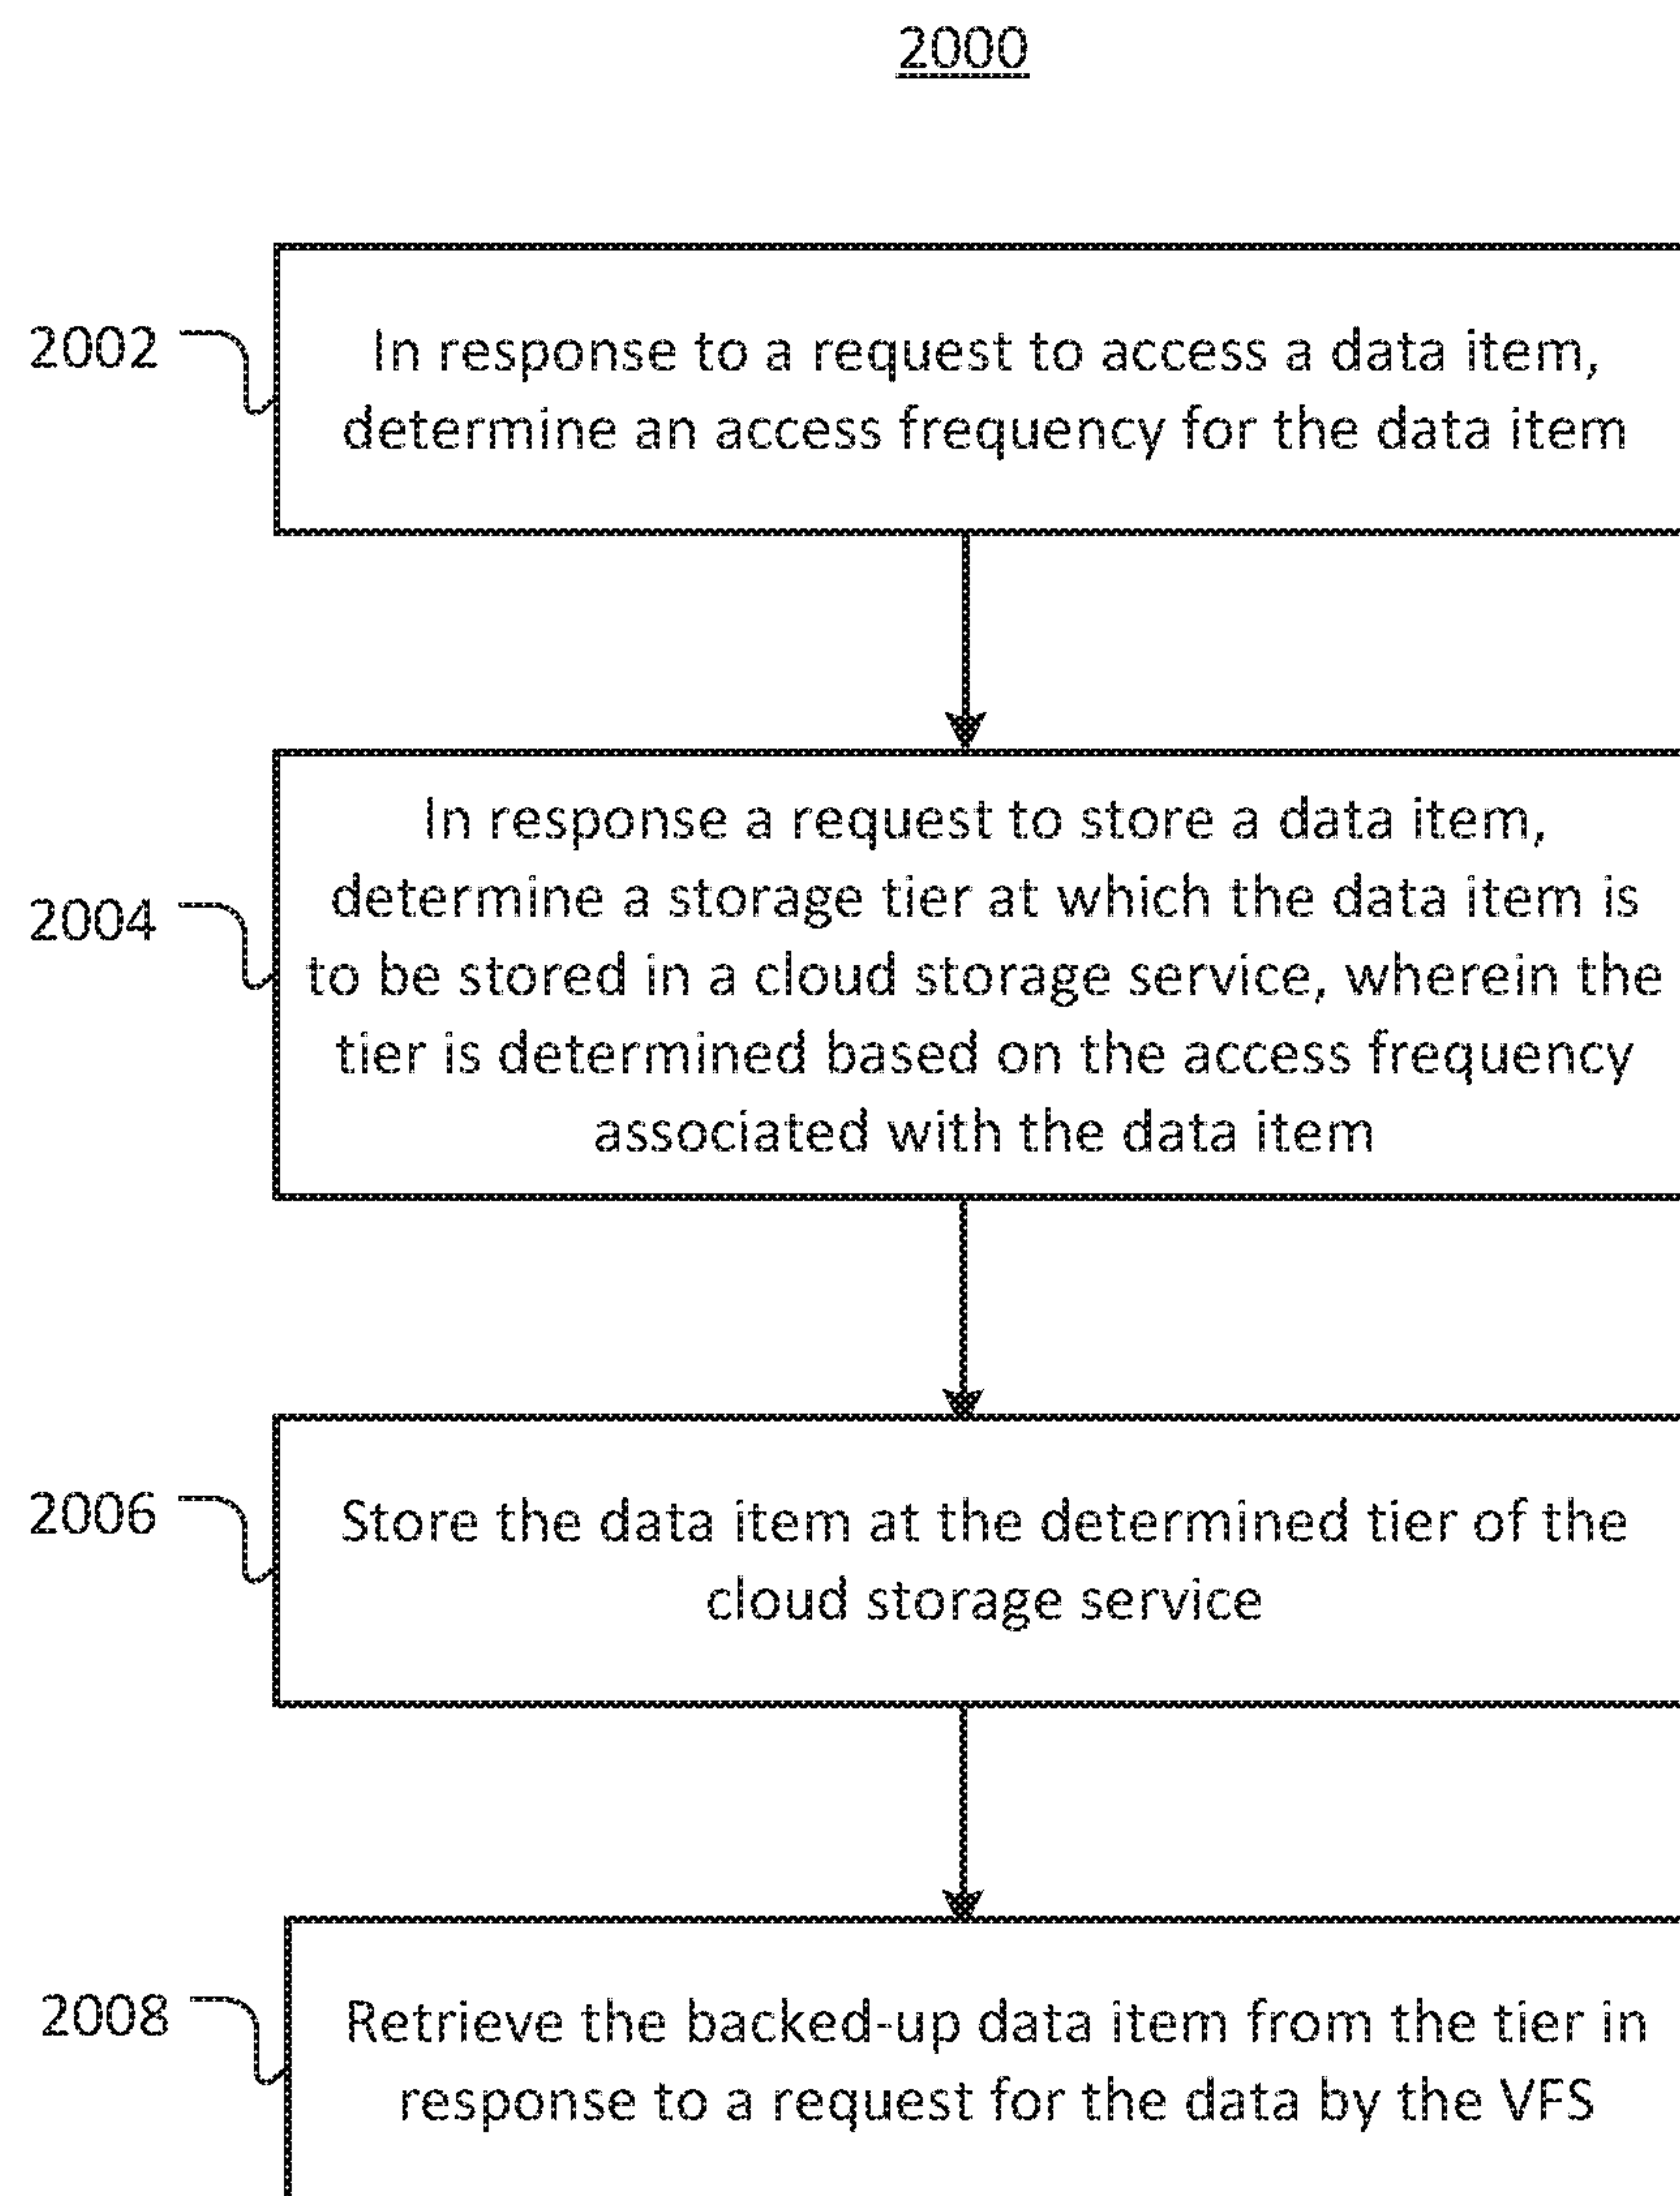 2000
2002
In response to a request to access a data item,
determine an access frequency for the data item
2004
In response a request to store a data item,
determine a storage tier at which the data item is
to be stored in a cloud storage service, wherein the
tier is determined based on the access frequency
associated with the data item
2006
Store the data item at the determined tier of the
cloud storage service
2008
Retrieve the backed-up data item from the tier in
response to a request for the data by the VFS